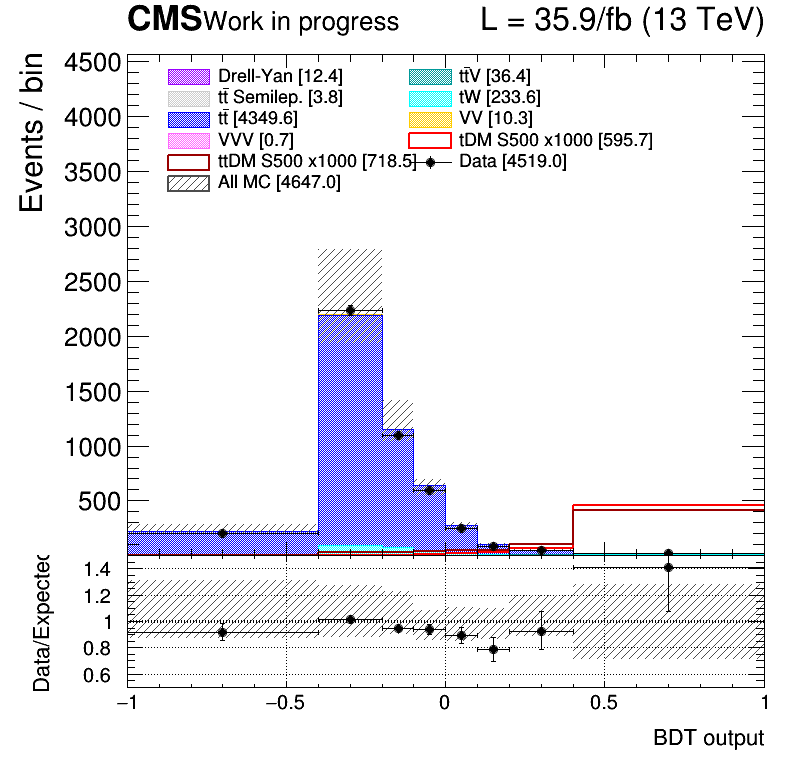 CMS Work in progress L = 35.9/fb (13 TeV)
Events / bin
4500
4000
3500
3000
2500
2000
1500
1000
500
Drell-Yan [12.4]
tt̄V [36.4]
tt̄ Semilep. [3.8]
tW [233.6]
tt̄ [4349.6]
VV [10.3]
VVV [0.7]
tDM S500 x1000 [595.7]
ttDM S500 x1000 [718.5]
Data [4519.0]
All MC [4647.0]
Data/Expected
1.4
1.2
1
0.8
0.6
−1 −0.5 0 0.5 1
BDT output